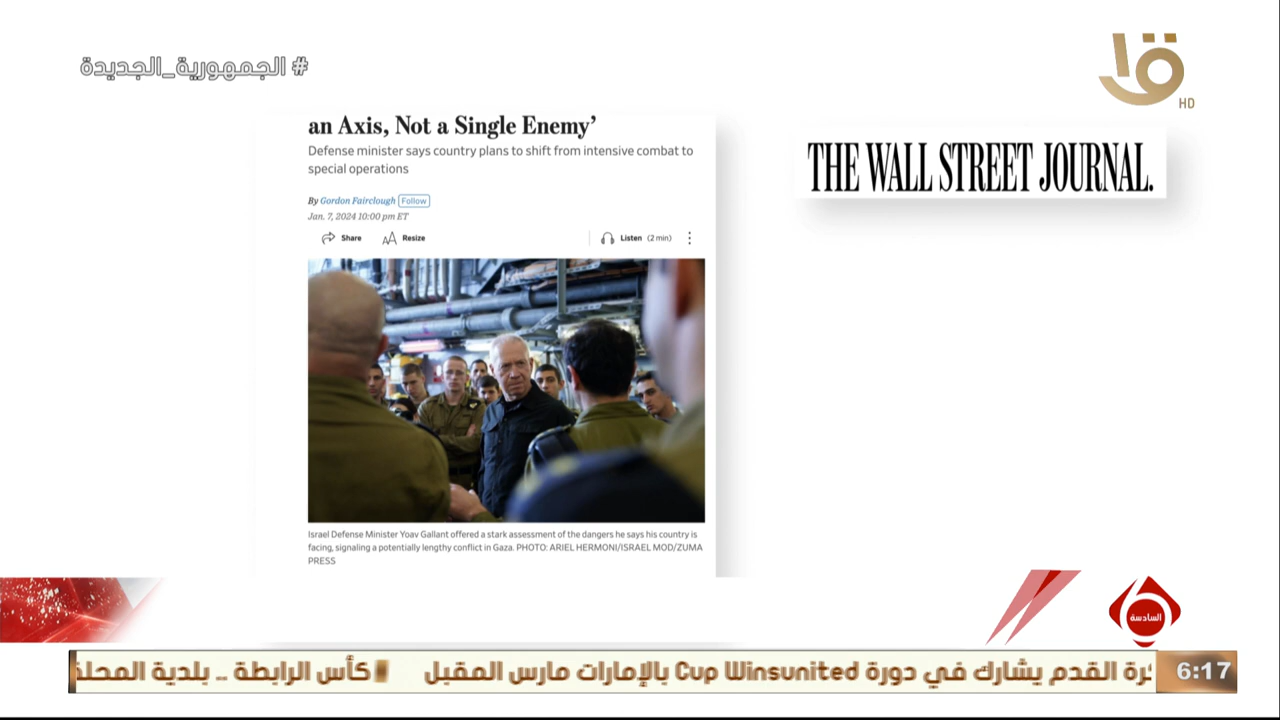 # الجمهورية_الجديدة
HD
THE WALL STREET JOURNAL.
an Axis, Not a Single Enemy’
Defense minister says country plans to shift from intensive combat to
special operations
By Gordon Fairclough Follow
Jan. 7, 2024 10:00 pm ET
Share Resize Listen (2 min)
Israel Defense Minister Yoav Gallant offered a stark assessment of the dangers he says his country is
facing, signaling a potentially lengthy conflict in Gaza. PHOTO: ARIEL HERMONI/ISRAEL MOD/ZUMA
PRESS
السادسة
القدم يشارك في دورة Cup Winsunited بالإمارات مارس المقبل كأس الرابطة .. بلدية
6:17